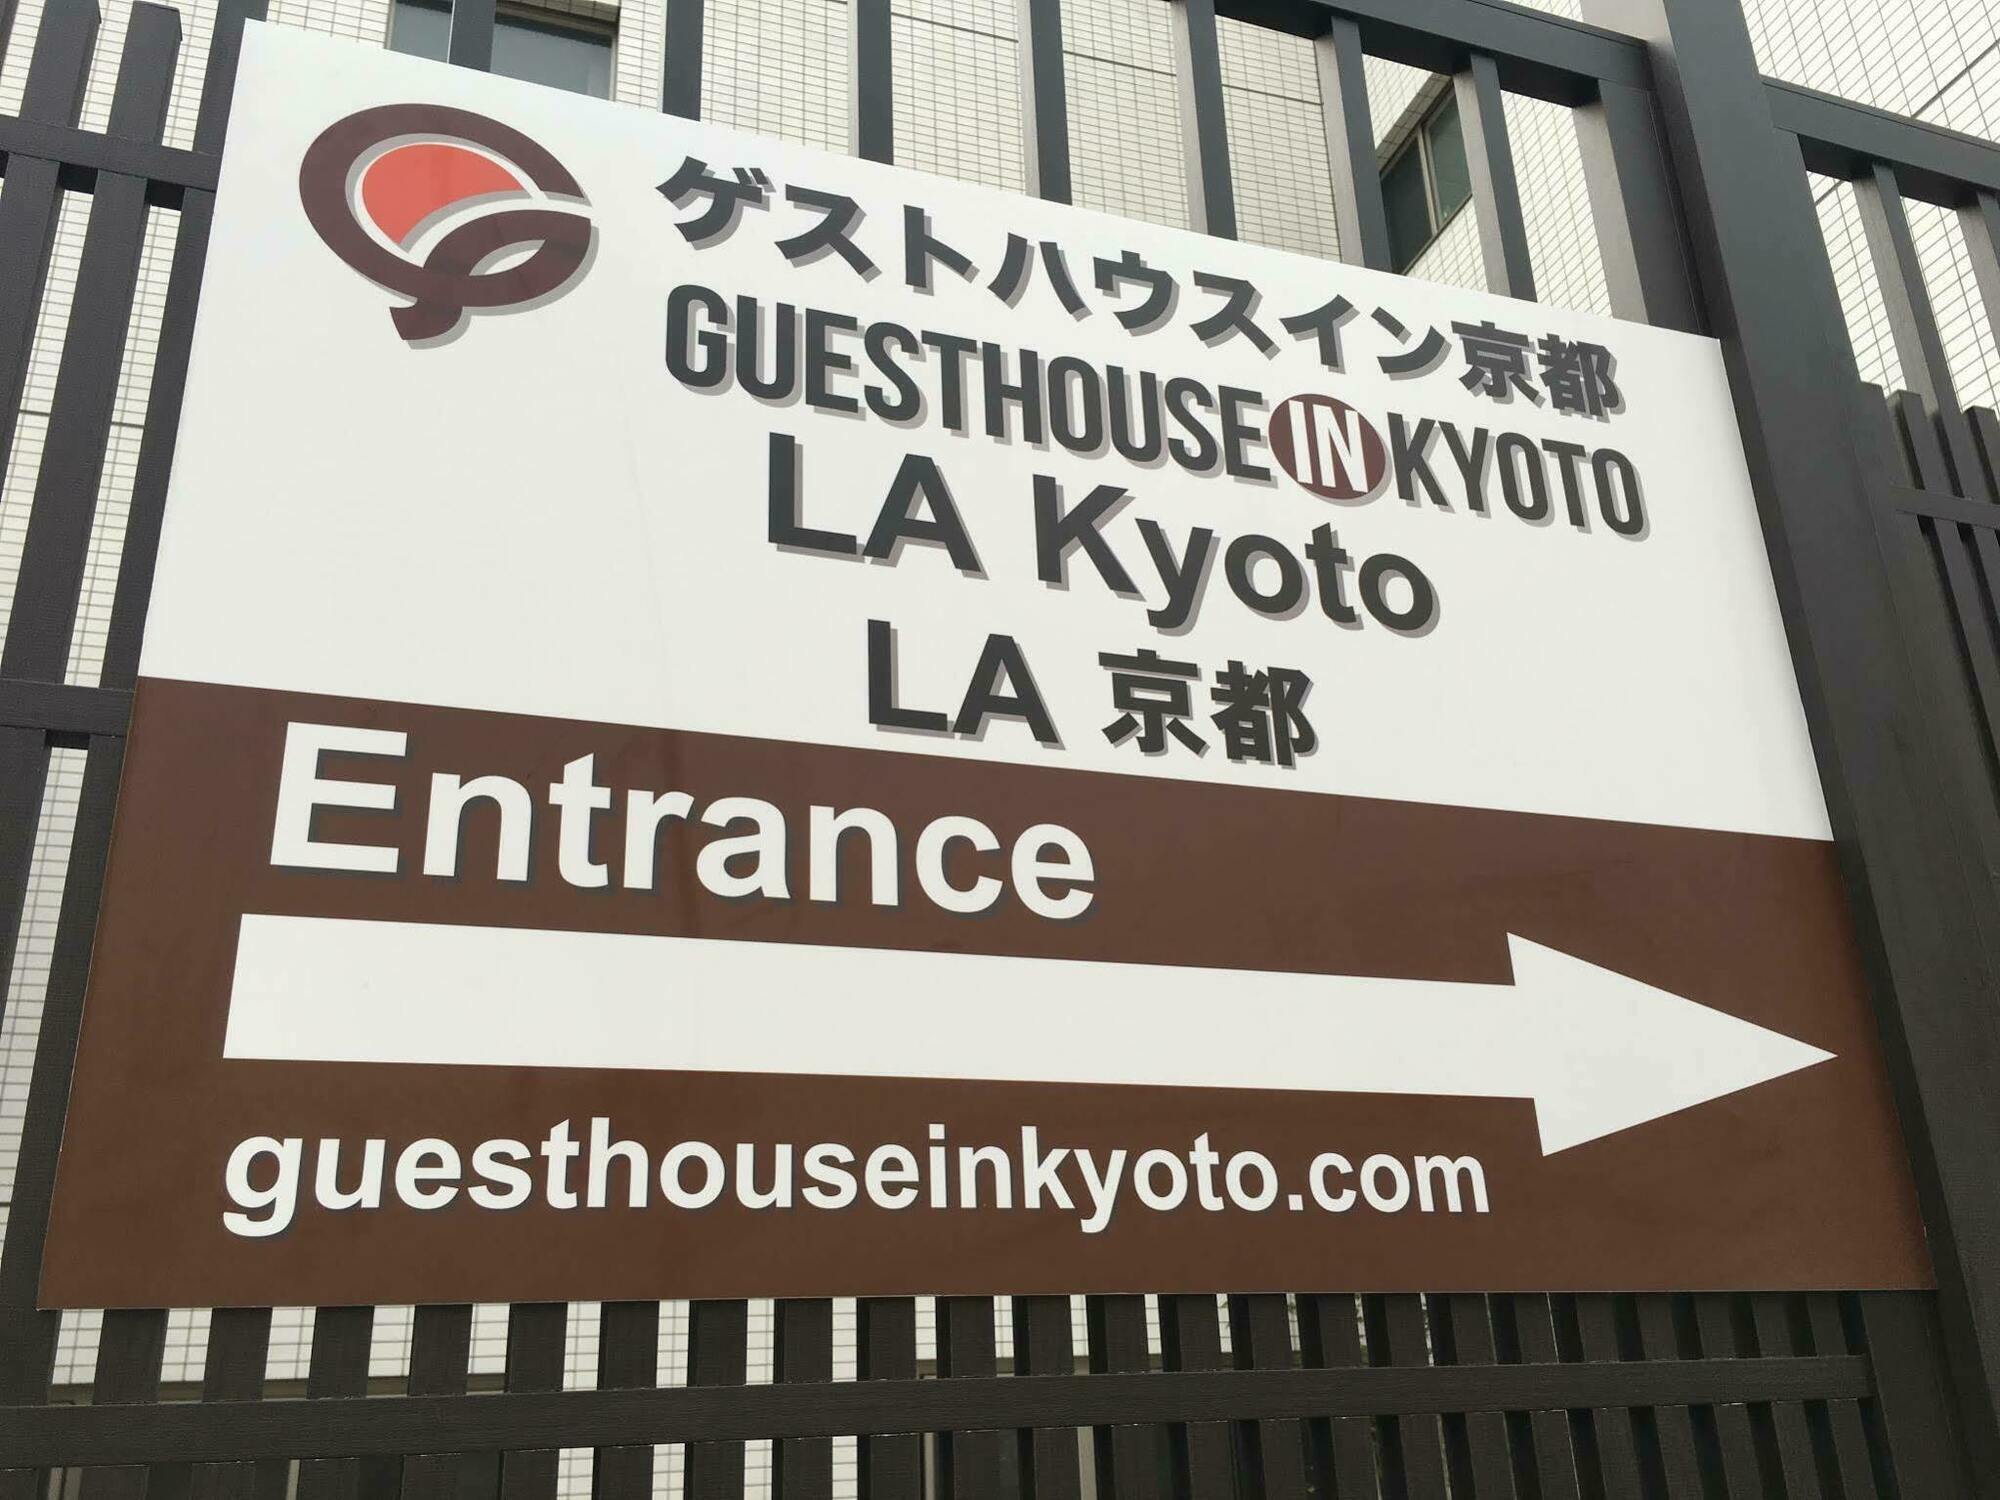 ゲストハウスイン京都
GUESTHOUSE IN KYOTO
LA Kyoto
LA 京都
Entrance
guesthouseinkyoto.com